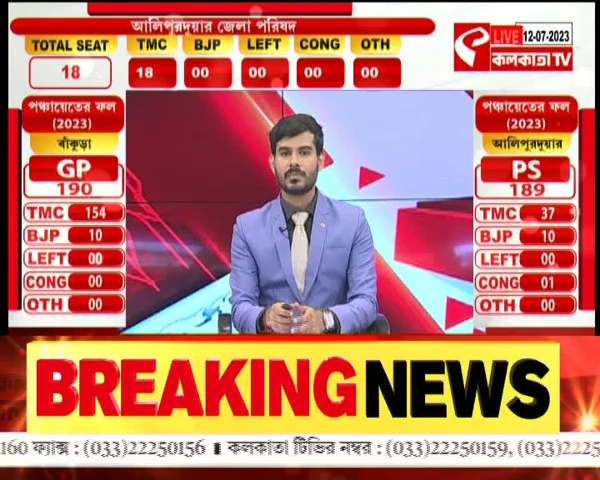 আলিপুরদুয়ার জেলা পরিষদ
TOTAL SEAT TMC BJP LEFT CONG OTH
18 18 00 00 00 00
LIVE 12-07-2023
কলকাতা TV
পঞ্চায়েতের ফল
(2023)
বাঁকুড়া
GP
190
TMC 154
BJP 10
LEFT 00
CONG 00
OTH 00
পঞ্চায়েতের ফল
(2023)
আলিপুরদুয়ার
PS
189
TMC 37
BJP 10
LEFT 00
CONG 01
OTH 00
BREAKING NEWS
160 ফ্যাক্স : (033)22250156 ∎ কলকাতা টিভির নম্বর : (033)22250159, (033)2225